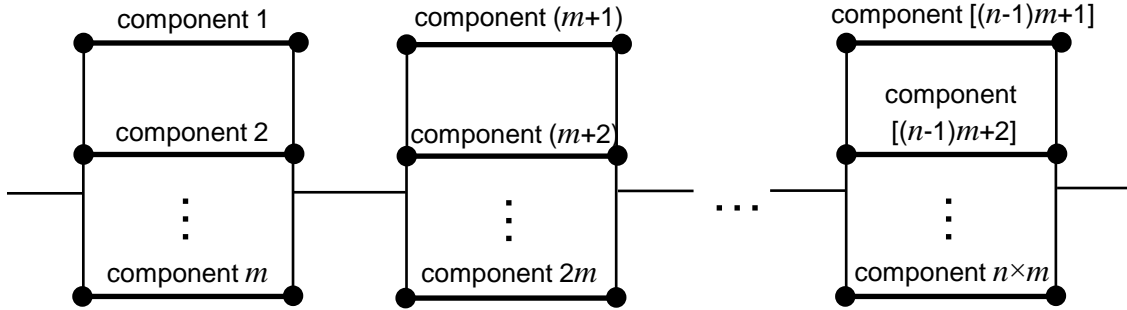 component 1
component 2
⋮
component m
component (m+1)
component (m+2)
⋮
component 2m
...
component [(n-1)m+1]
component
[(n-1)m+2]
⋮
component n×m